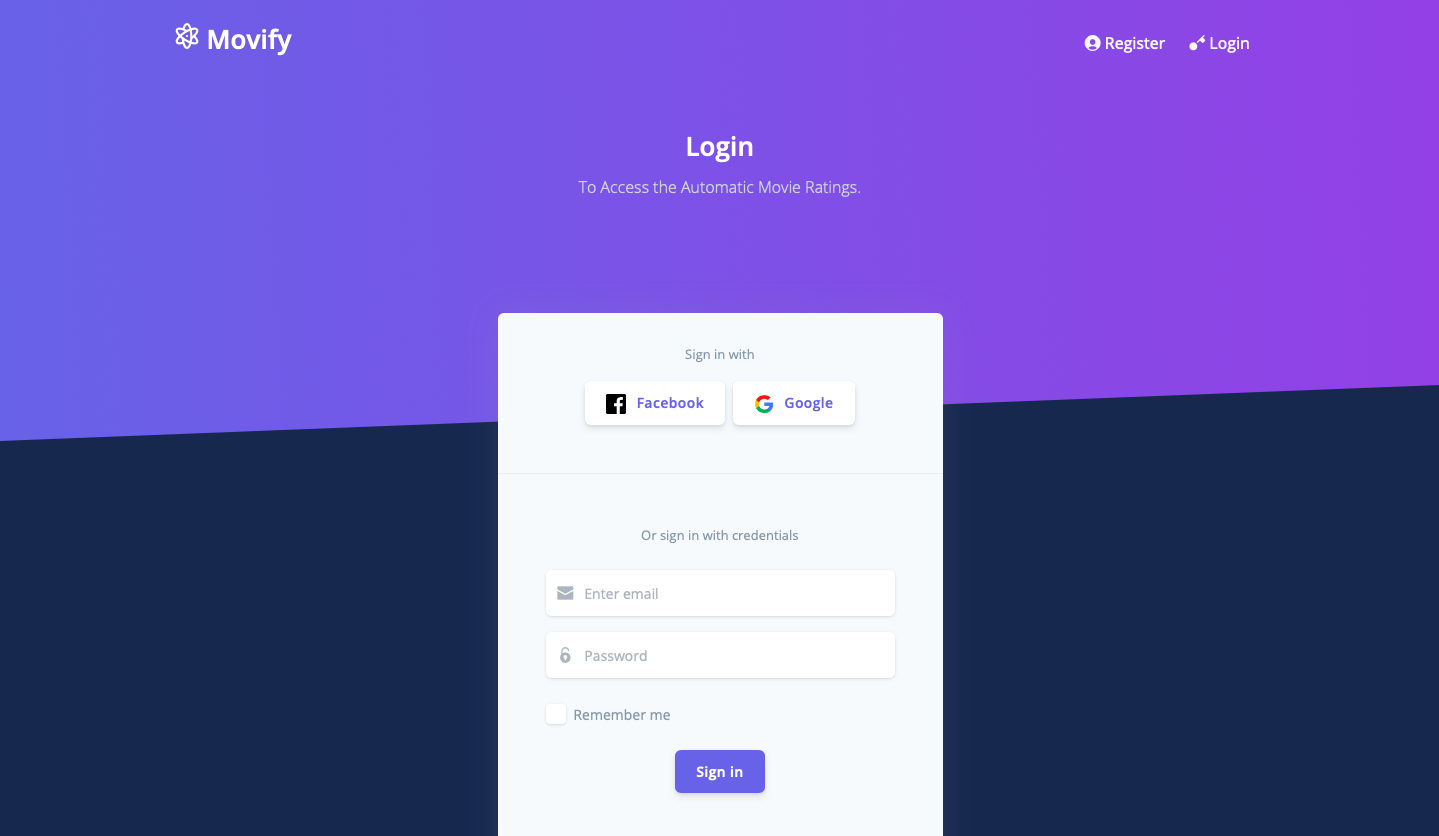 Movify
Register Login
Login
To Access the Automatic Movie Ratings.
Sign in with
Facebook Google
Or sign in with credentials
Enter email
Password
Remember me
Sign in